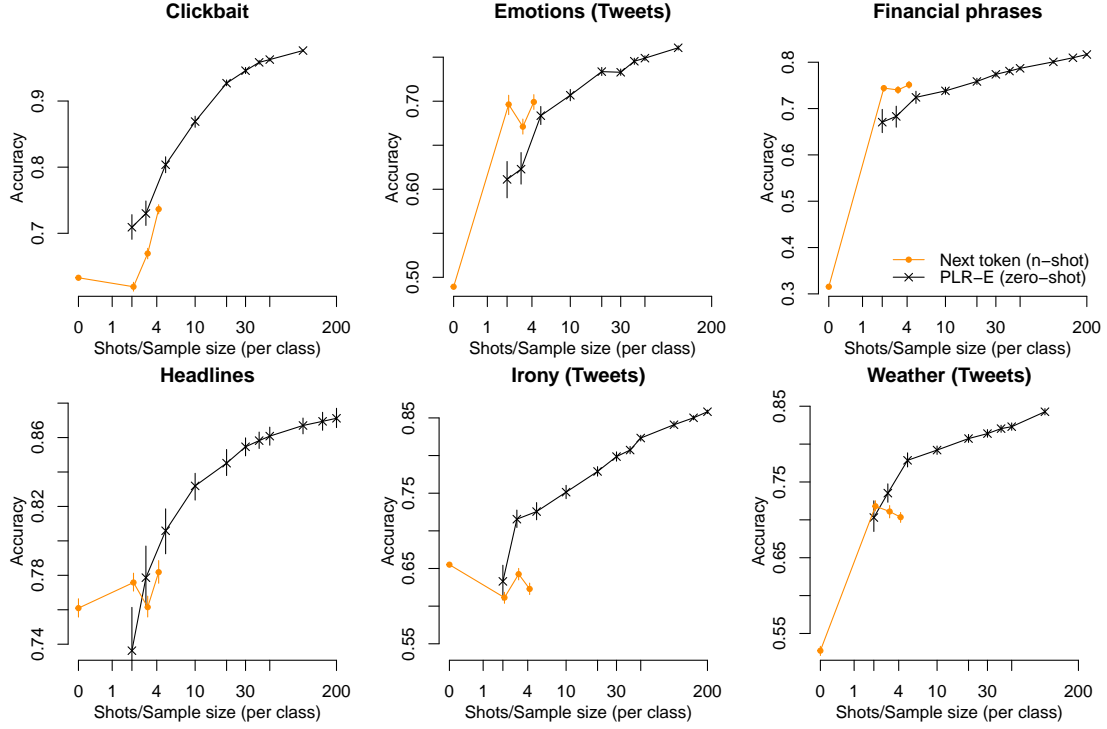 Clickbait
Accuracy
0.7 0.8 0.9
0 1 4 10 30 200
Shots/Sample size (per class)
Emotions (Tweets)
Accuracy
0.50 0.60 0.70
0 1 4 10 30 200
Shots/Sample size (per class)
Financial phrases
Accuracy
0.3 0.4 0.5 0.6 0.7 0.8
Next token (n−shot)
PLR−E (zero−shot)
0 1 4 10 30 200
Shots/Sample size (per class)
Headlines
Accuracy
0.74 0.78 0.82 0.86
0 1 4 10 30 200
Shots/Sample size (per class)
Irony (Tweets)
Accuracy
0.55 0.65 0.75 0.85
0 1 4 10 30 200
Shots/Sample size (per class)
Weather (Tweets)
Accuracy
0.55 0.65 0.75 0.85
0 1 4 10 30 200
Shots/Sample size (per class)